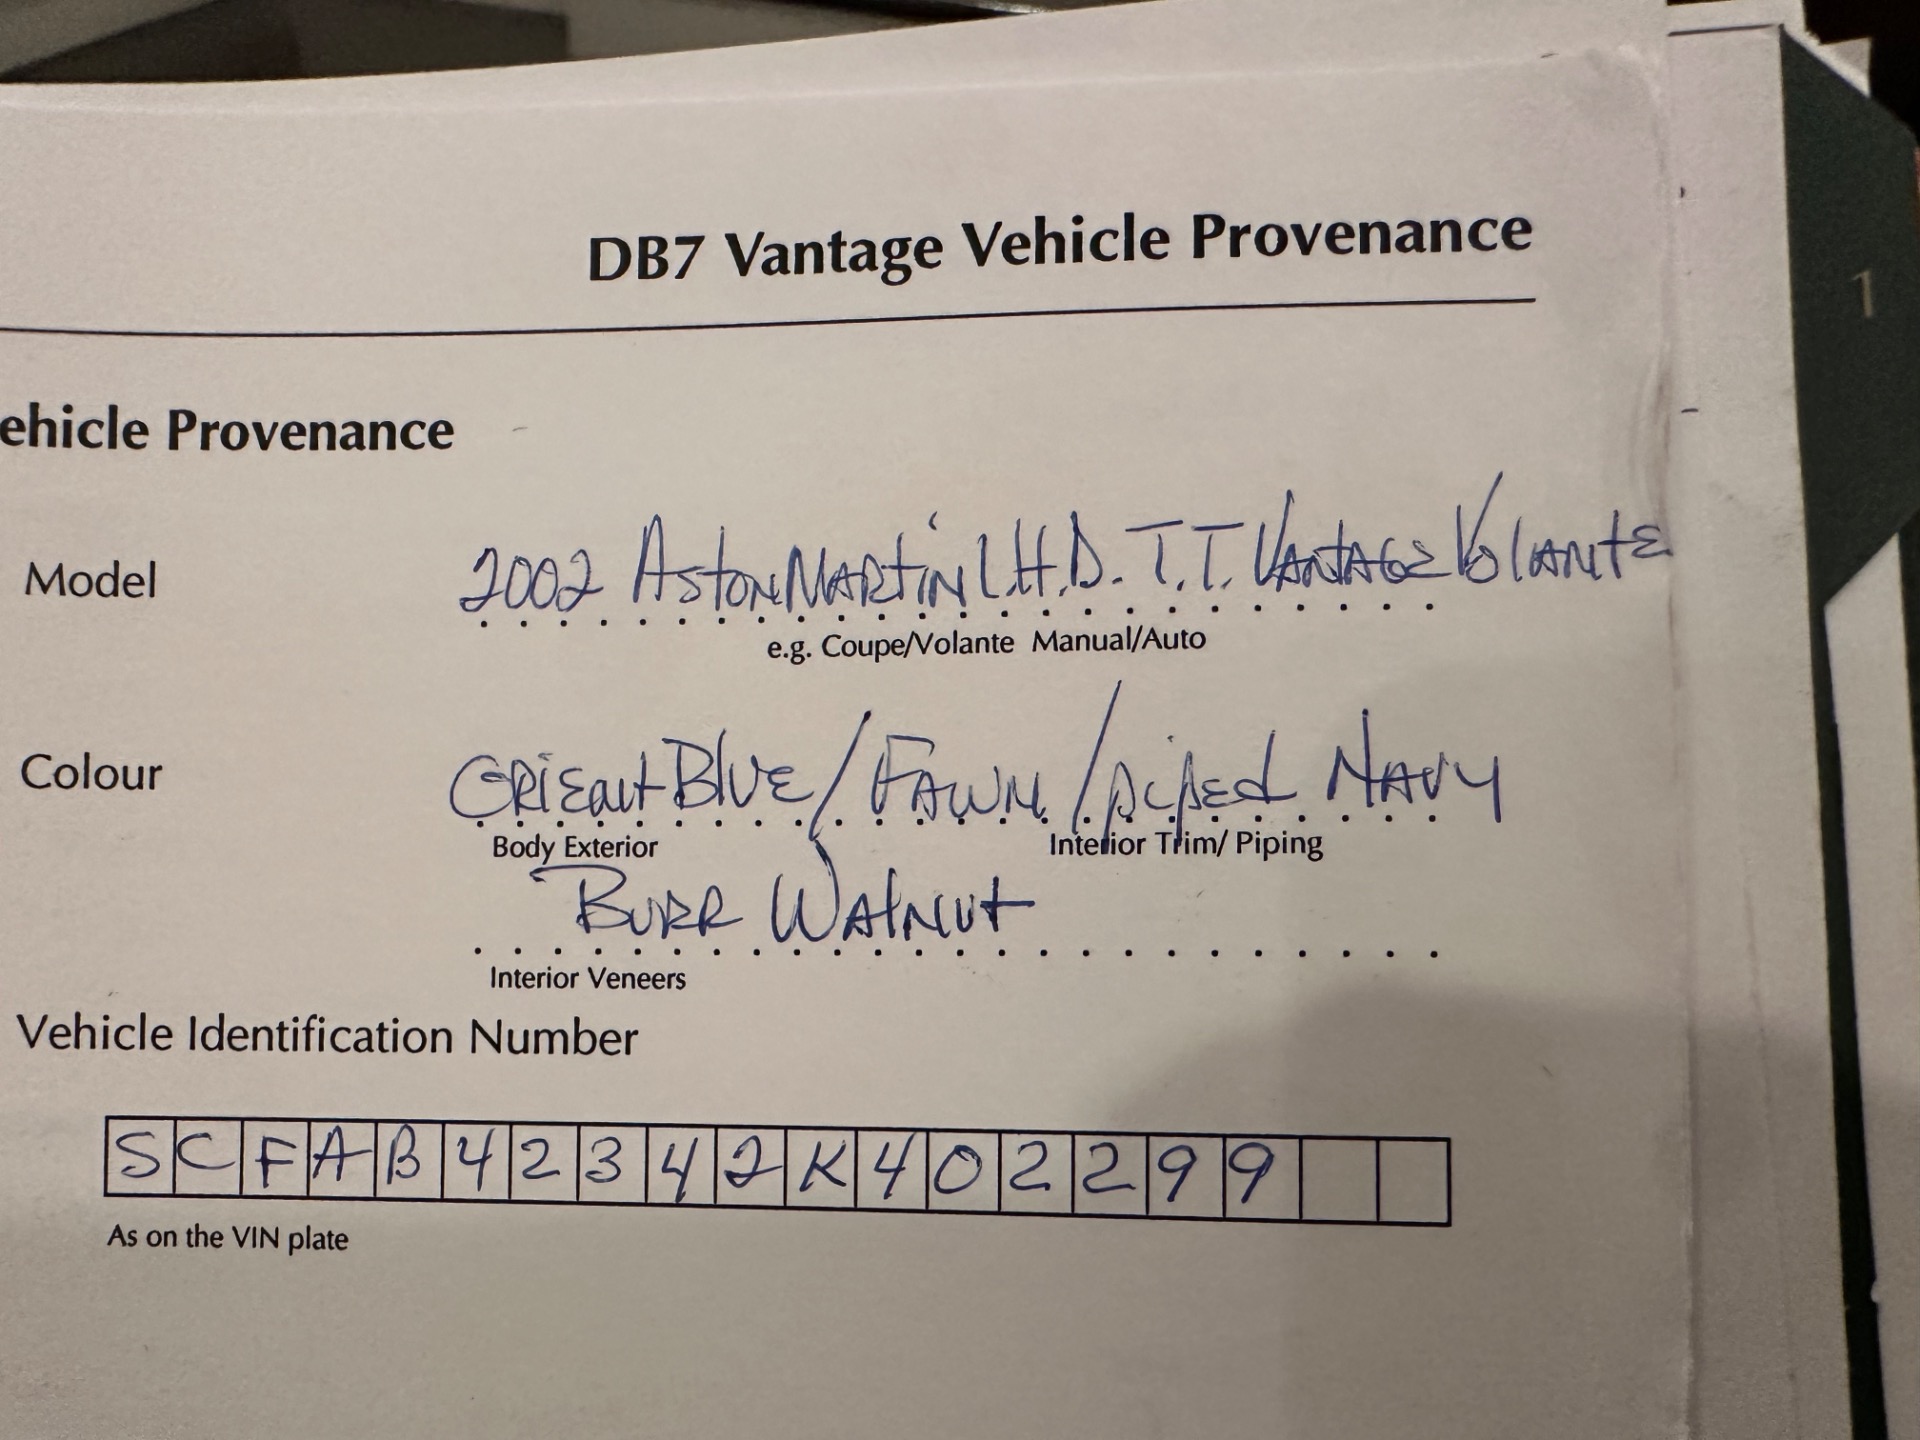 1
DB7 Vantage Vehicle Provenance
ehicle Provenance
Model 2002 Aston Martin L.H.D. T.T. Vantage Volante
e.g. Coupe/Volante Manual/Auto
Colour Orient Blue / Fawn / piped Navy
Body Exterior Interior Trim/ Piping
Burr Walnut
Interior Veneers
Vehicle Identification Number
SCFAB42342K402299
As on the VIN plate